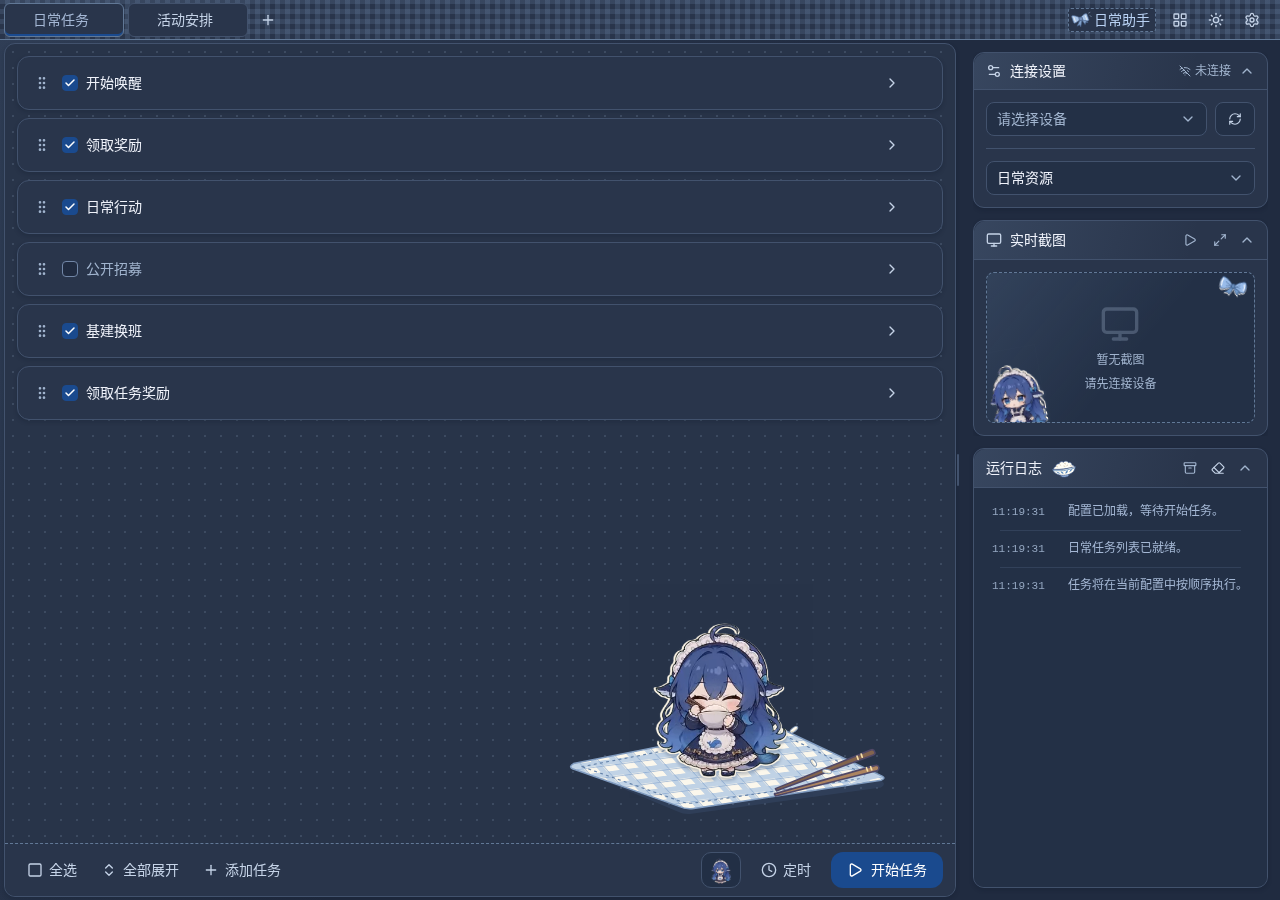 日常任务
活动安排
日常助手
开始唤醒
领取奖励
日常行动
公开招募
基建换班
领取任务奖励
全选
全部展开
添加任务
定时
开始任务
连接设置
未连接
请选择设备
日常资源
实时截图
暂无截图
请先连接设备
运行日志
11:19:31 配置已加载，等待开始任务。
11:19:31 日常任务列表已就绪。
11:19:31 任务将在当前配置中按顺序执行。